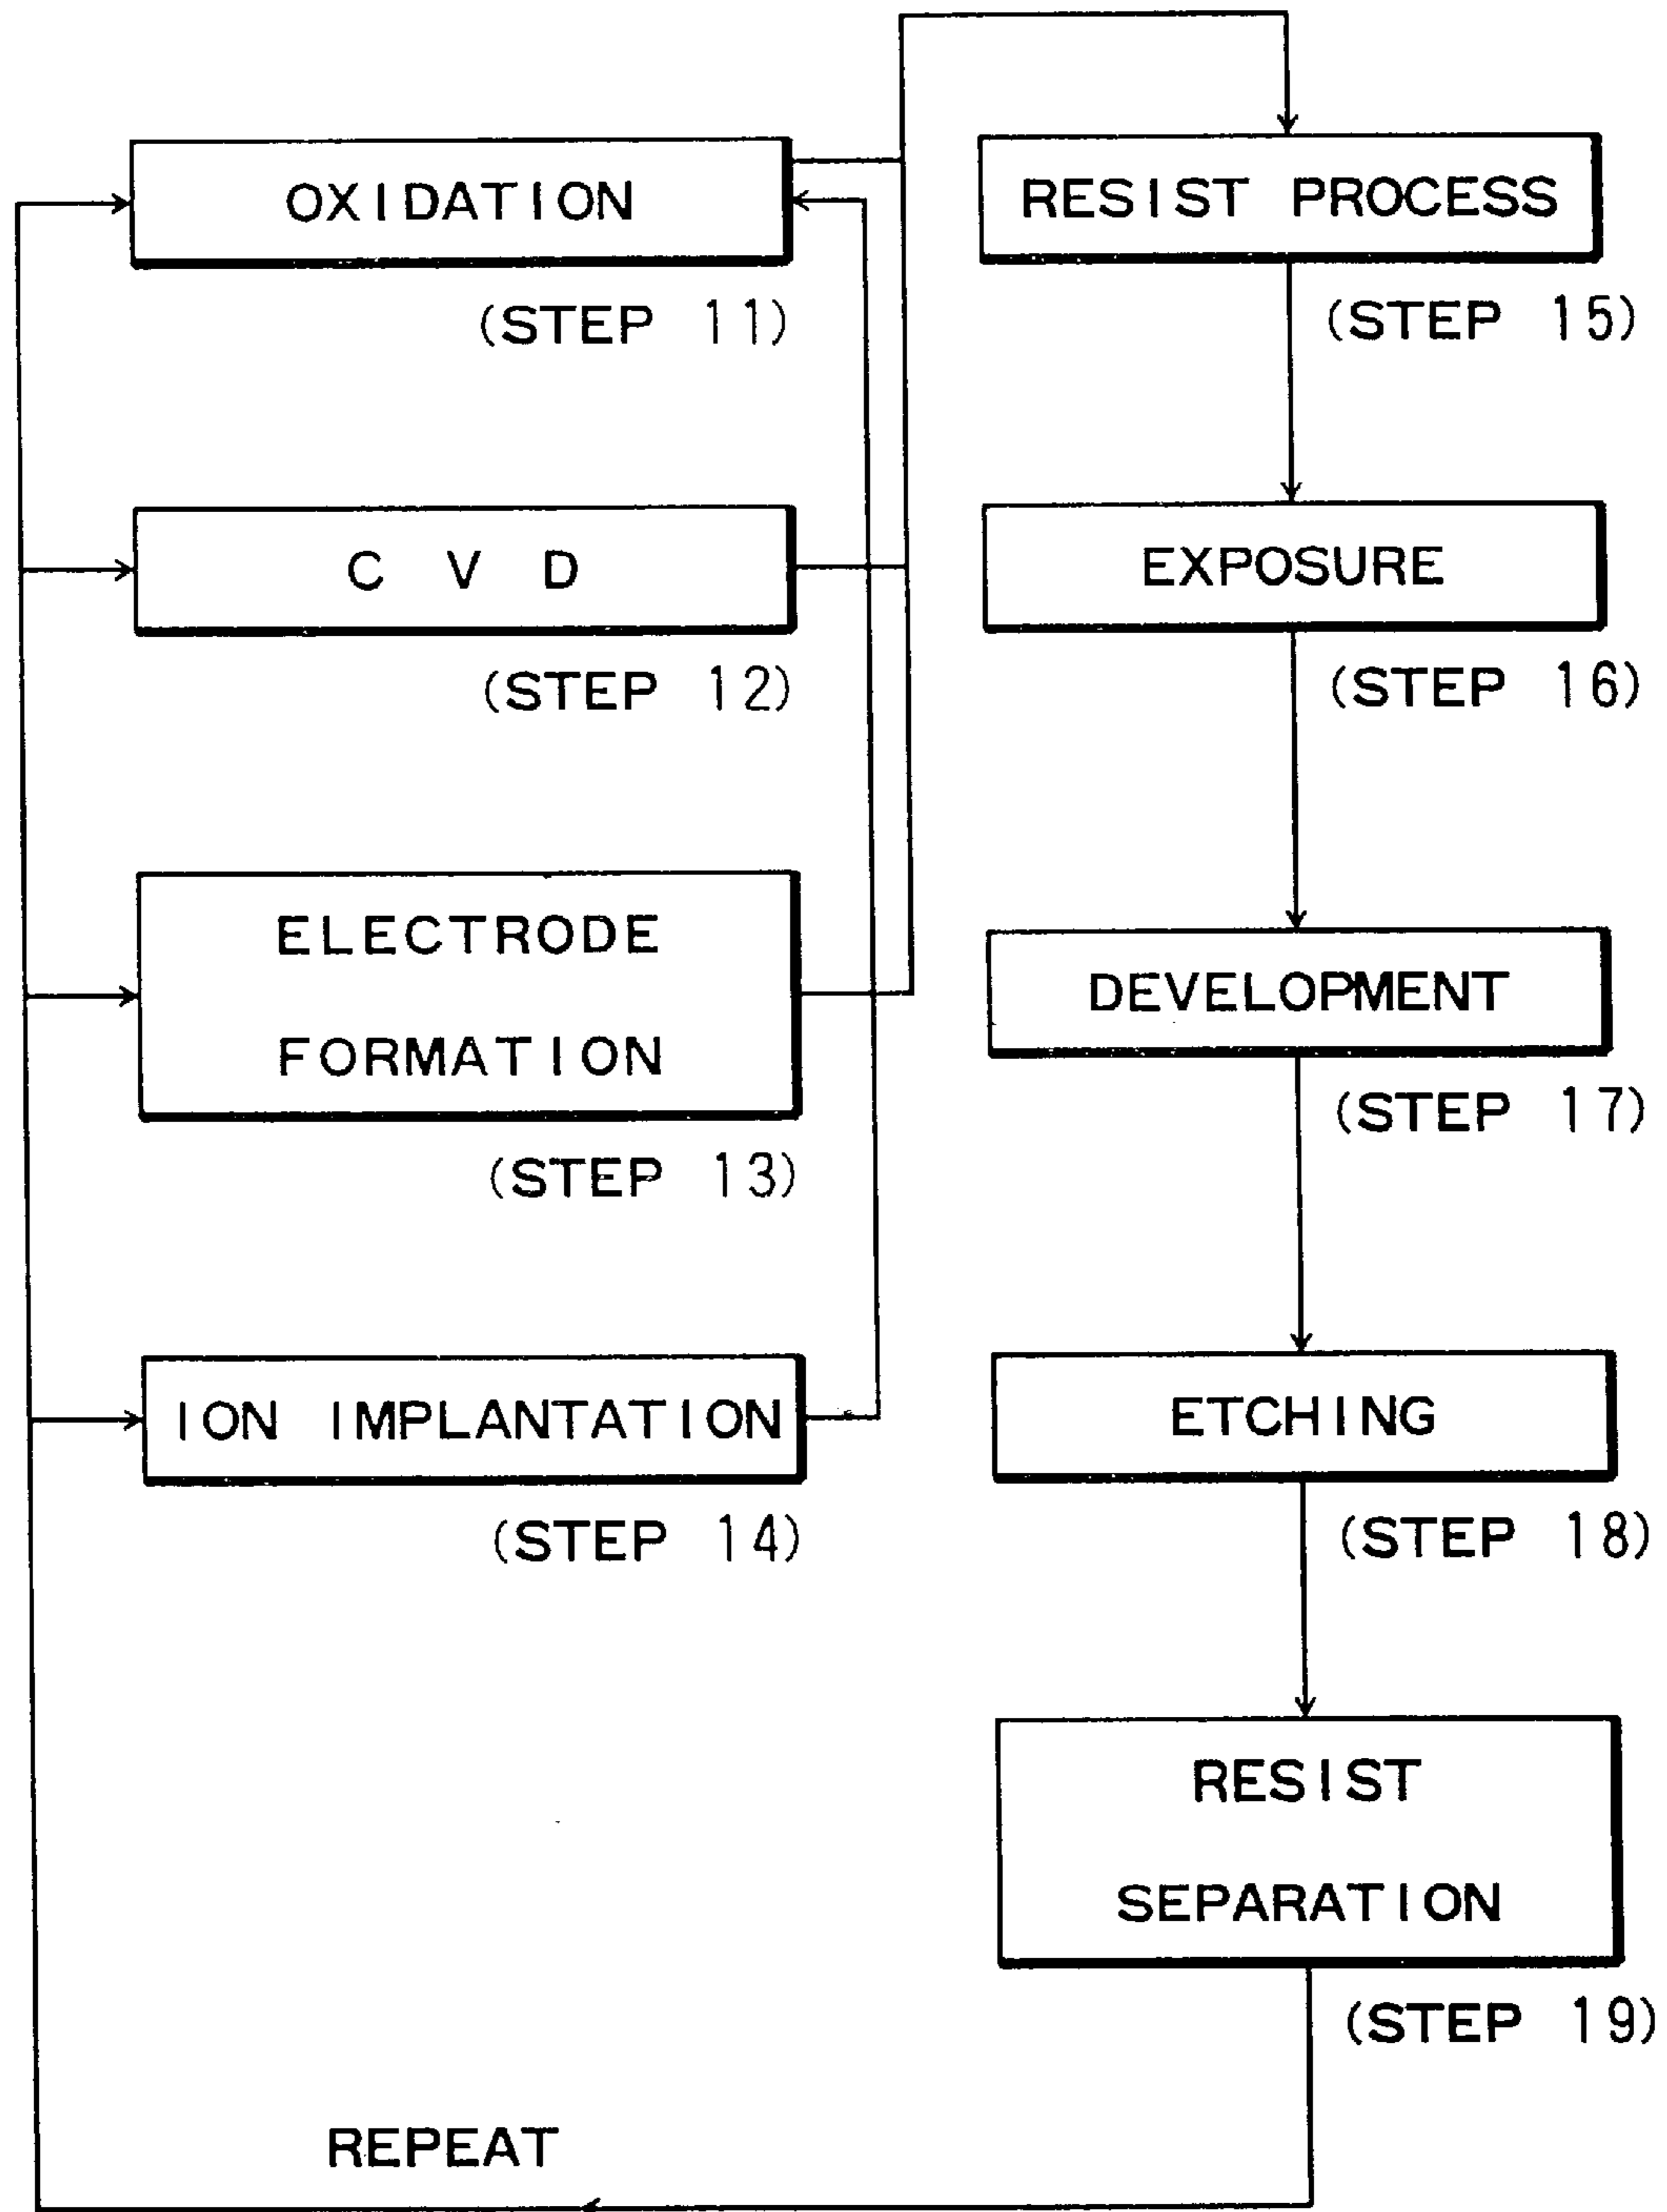 OXIDATION
(STEP 11)
C V D
(STEP 12)
ELECTRODE
FORMATION
(STEP 13)
ION IMPLANTATION
(STEP 14)
RESIST PROCESS
(STEP 15)
EXPOSURE
(STEP 16)
DEVELOPMENT
(STEP 17)
ETCHING
(STEP 18)
RESIST
SEPARATION
(STEP 19)
REPEAT